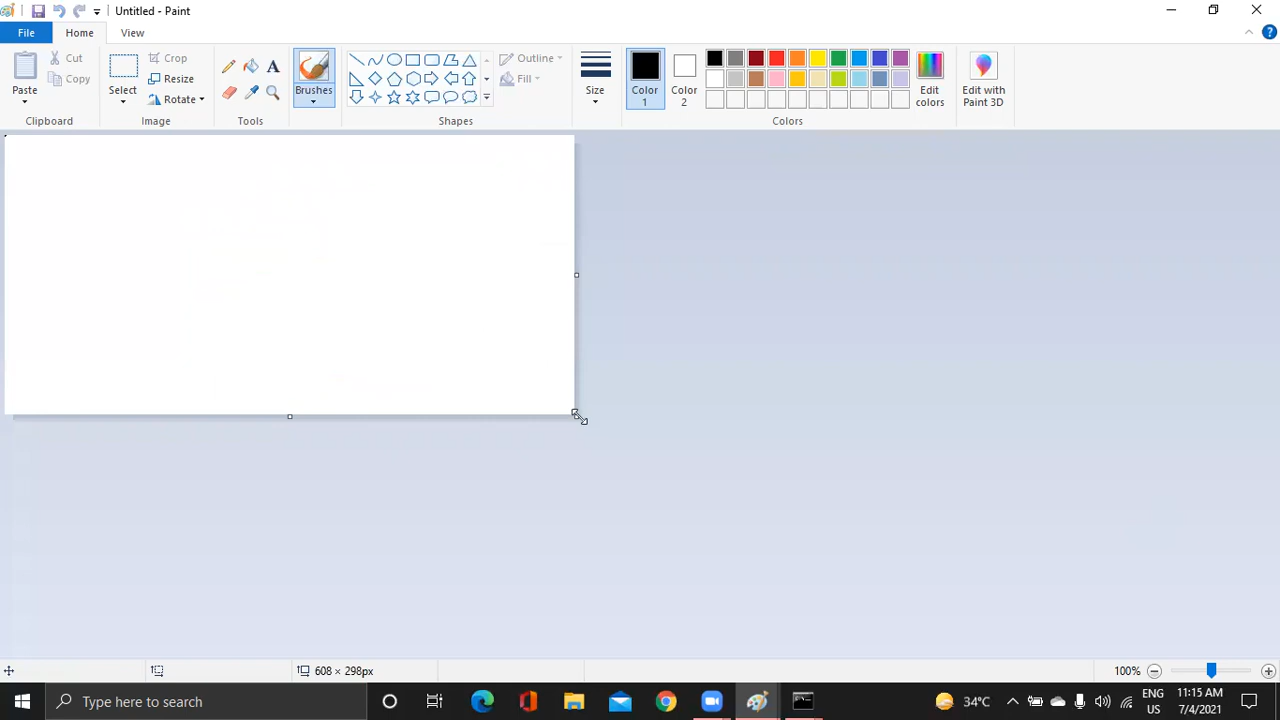 Untitled - Paint
File
Home
View
Paste
Cut
Copy
Clipboard
Select
Crop
Resize
Rotate
Image
A
Tools
Brushes
Shapes
Outline
Fill
Size
Color
1
Color
2
Edit
colors
Colors
Edit with
Paint 3D
608 × 298px
100%
Type here to search
34°C
ENG
US
11:15 AM
7/4/2021